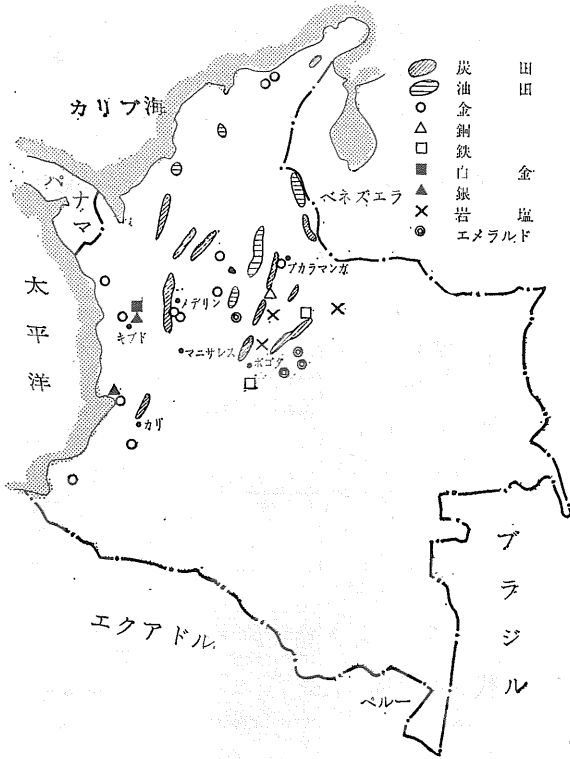 炭田
油田
金
銅
鉄
白金
銀
岩塩
エメラルド
カリブ海
パナマ
ベネズエラ
ブカラマンガ
太平洋
メデリン
キブド
マニサレス
ボゴタ
カリ
ブラジル
エクアドル
ペルー